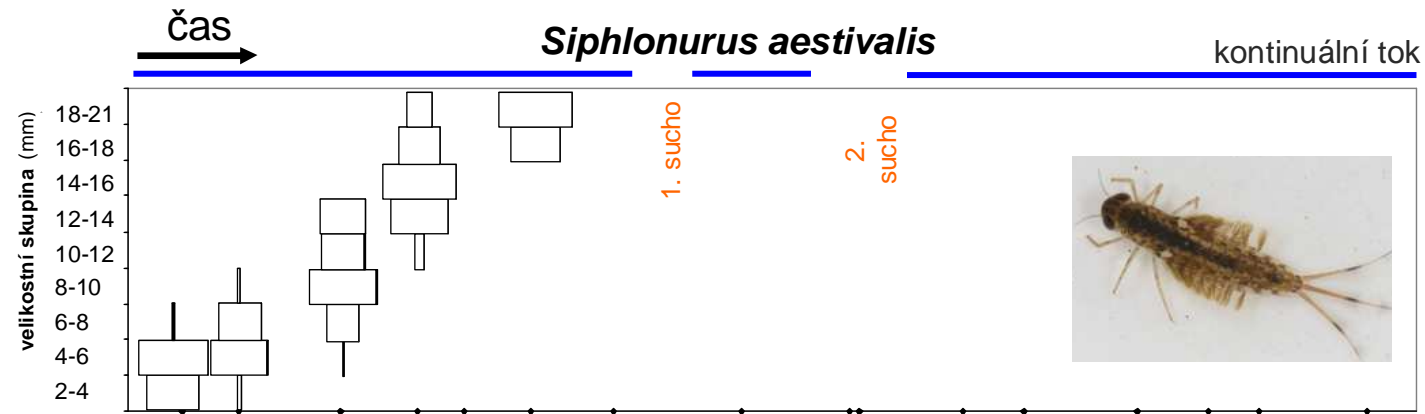 čas
Siphlonurus aestivalis
kontinuální tok
velikostní skupina (mm)
18-21
16-18
14-16
12-14
10-12
8-10
6-8
4-6
2-4
1. sucho
2.
sucho